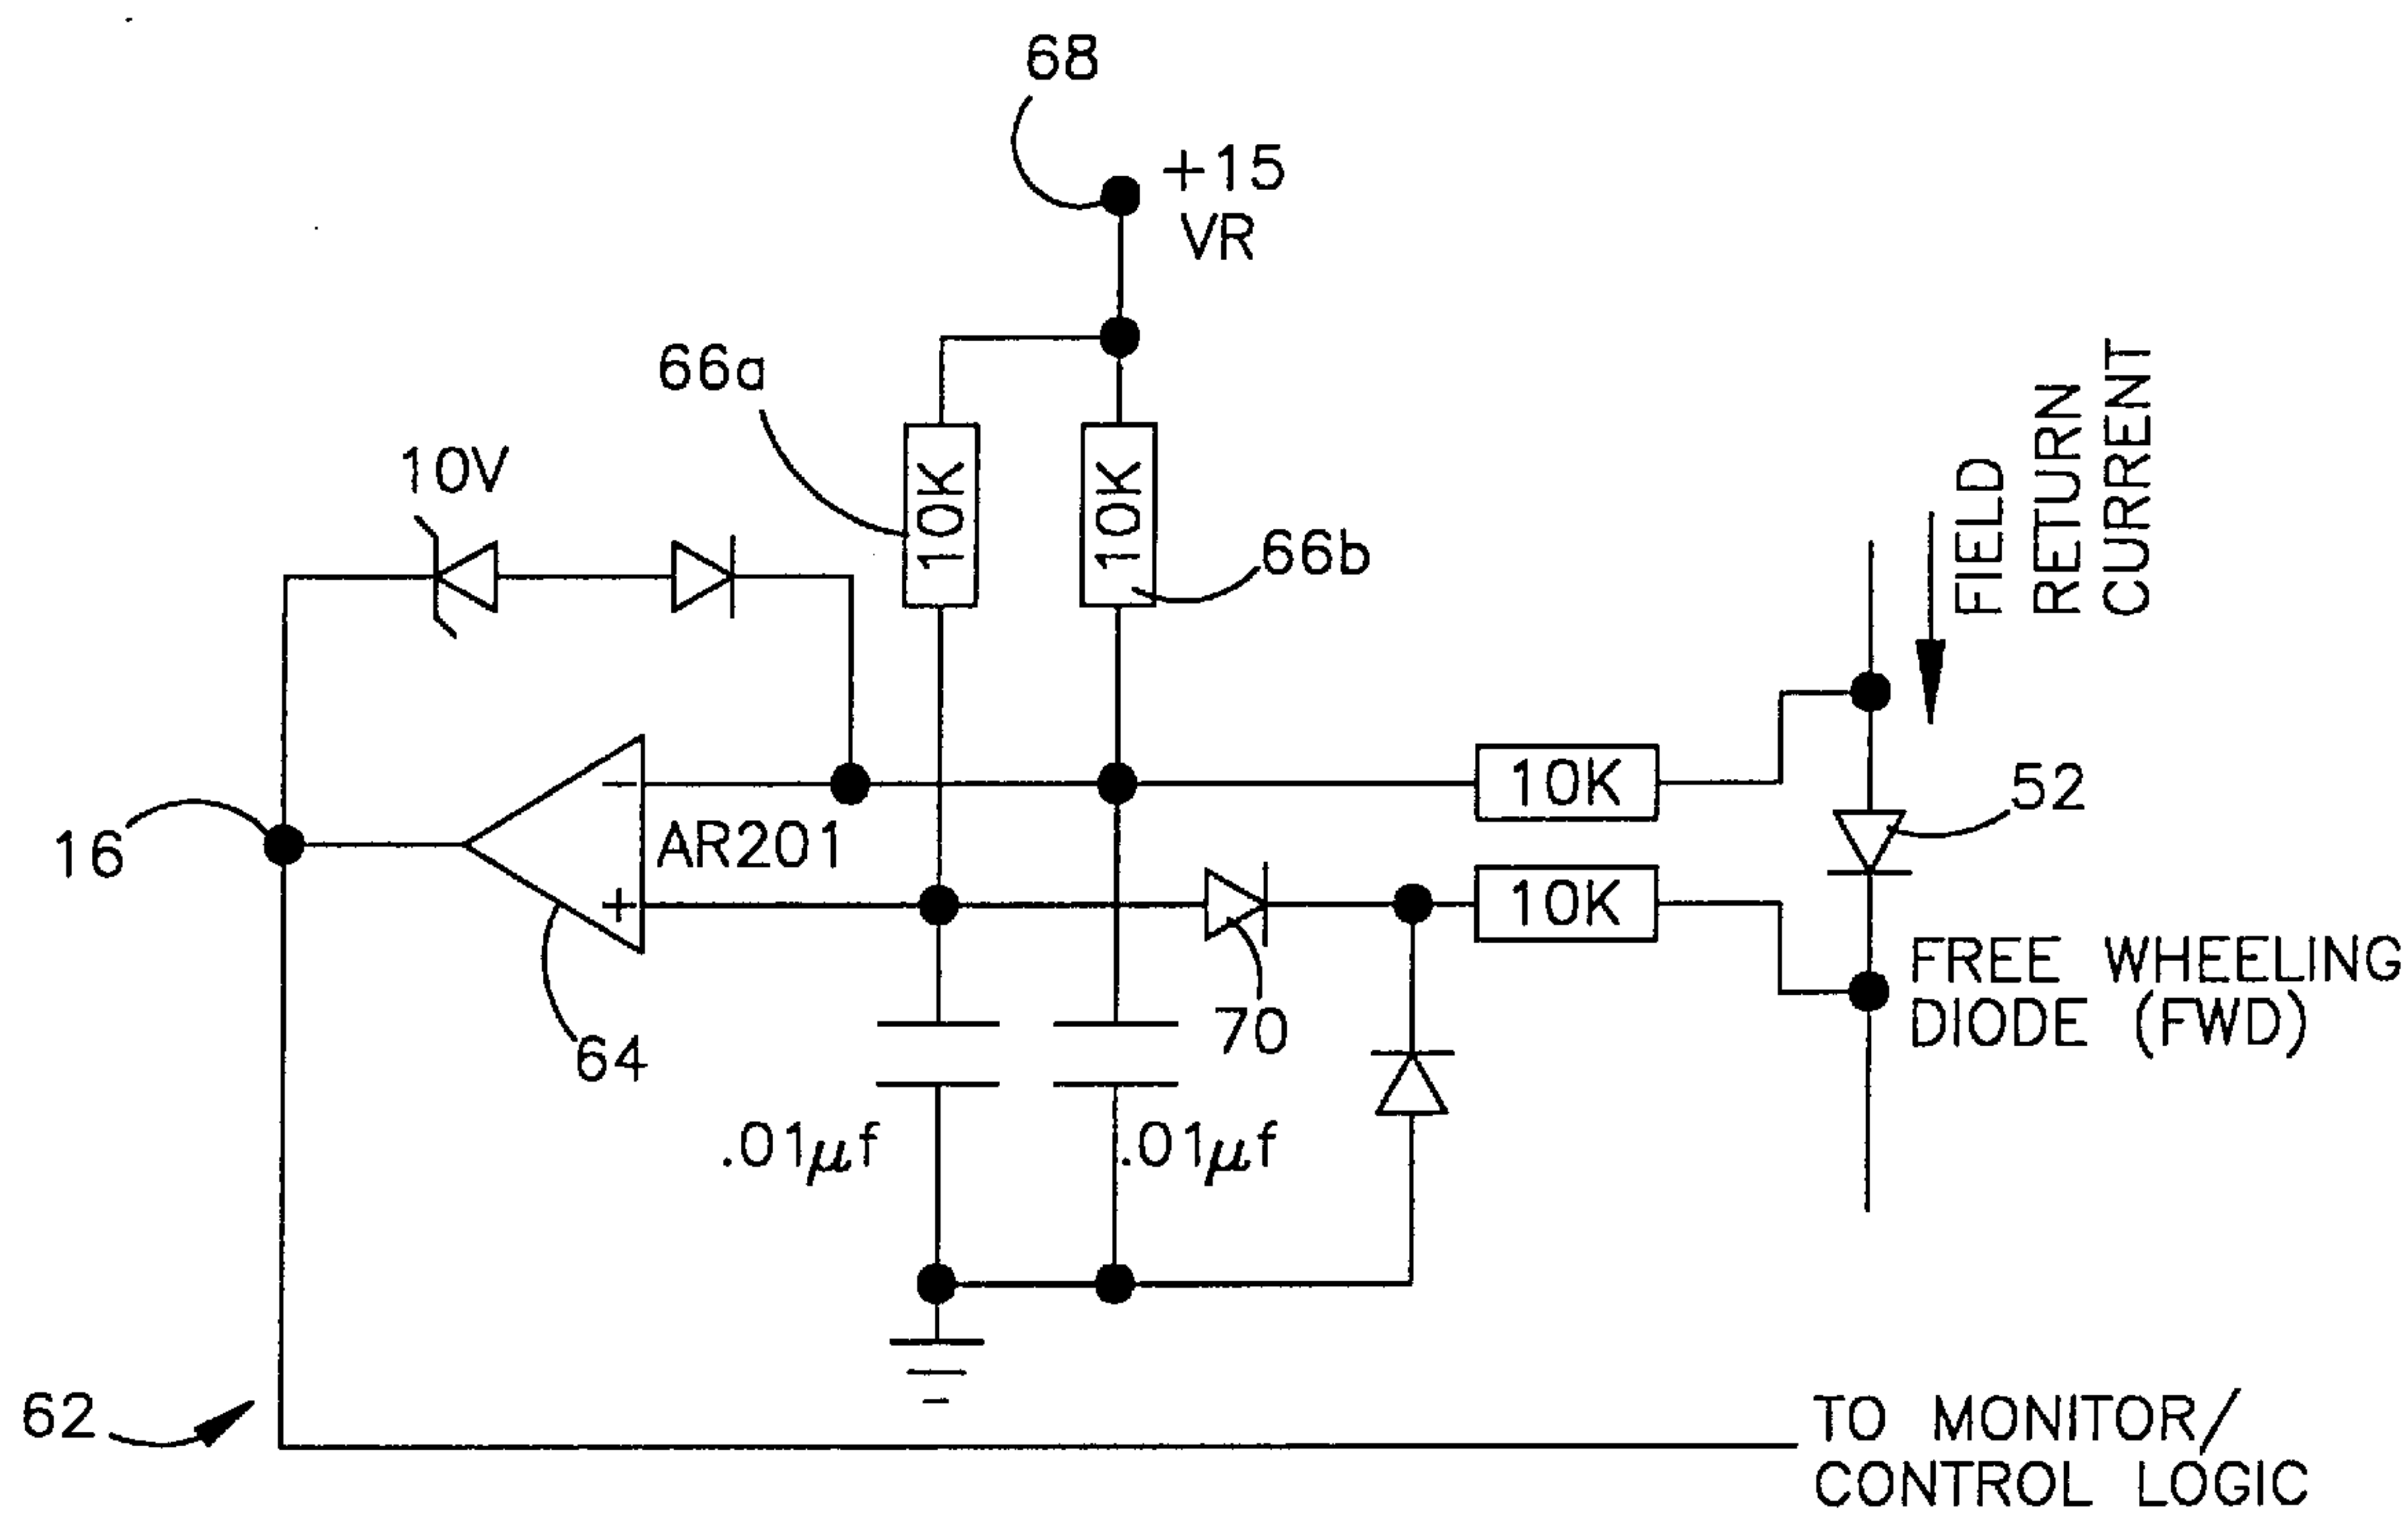 68
+15
VR
66a
10V
10K
10K
66b
FIELD
RETURN
CURRENT
10K
52
16
AR201
10K
FREE WHEELING
DIODE (FWD)
70
64
.01μf
.01μf
62
TO MONITOR/
CONTROL LOGIC
−
+